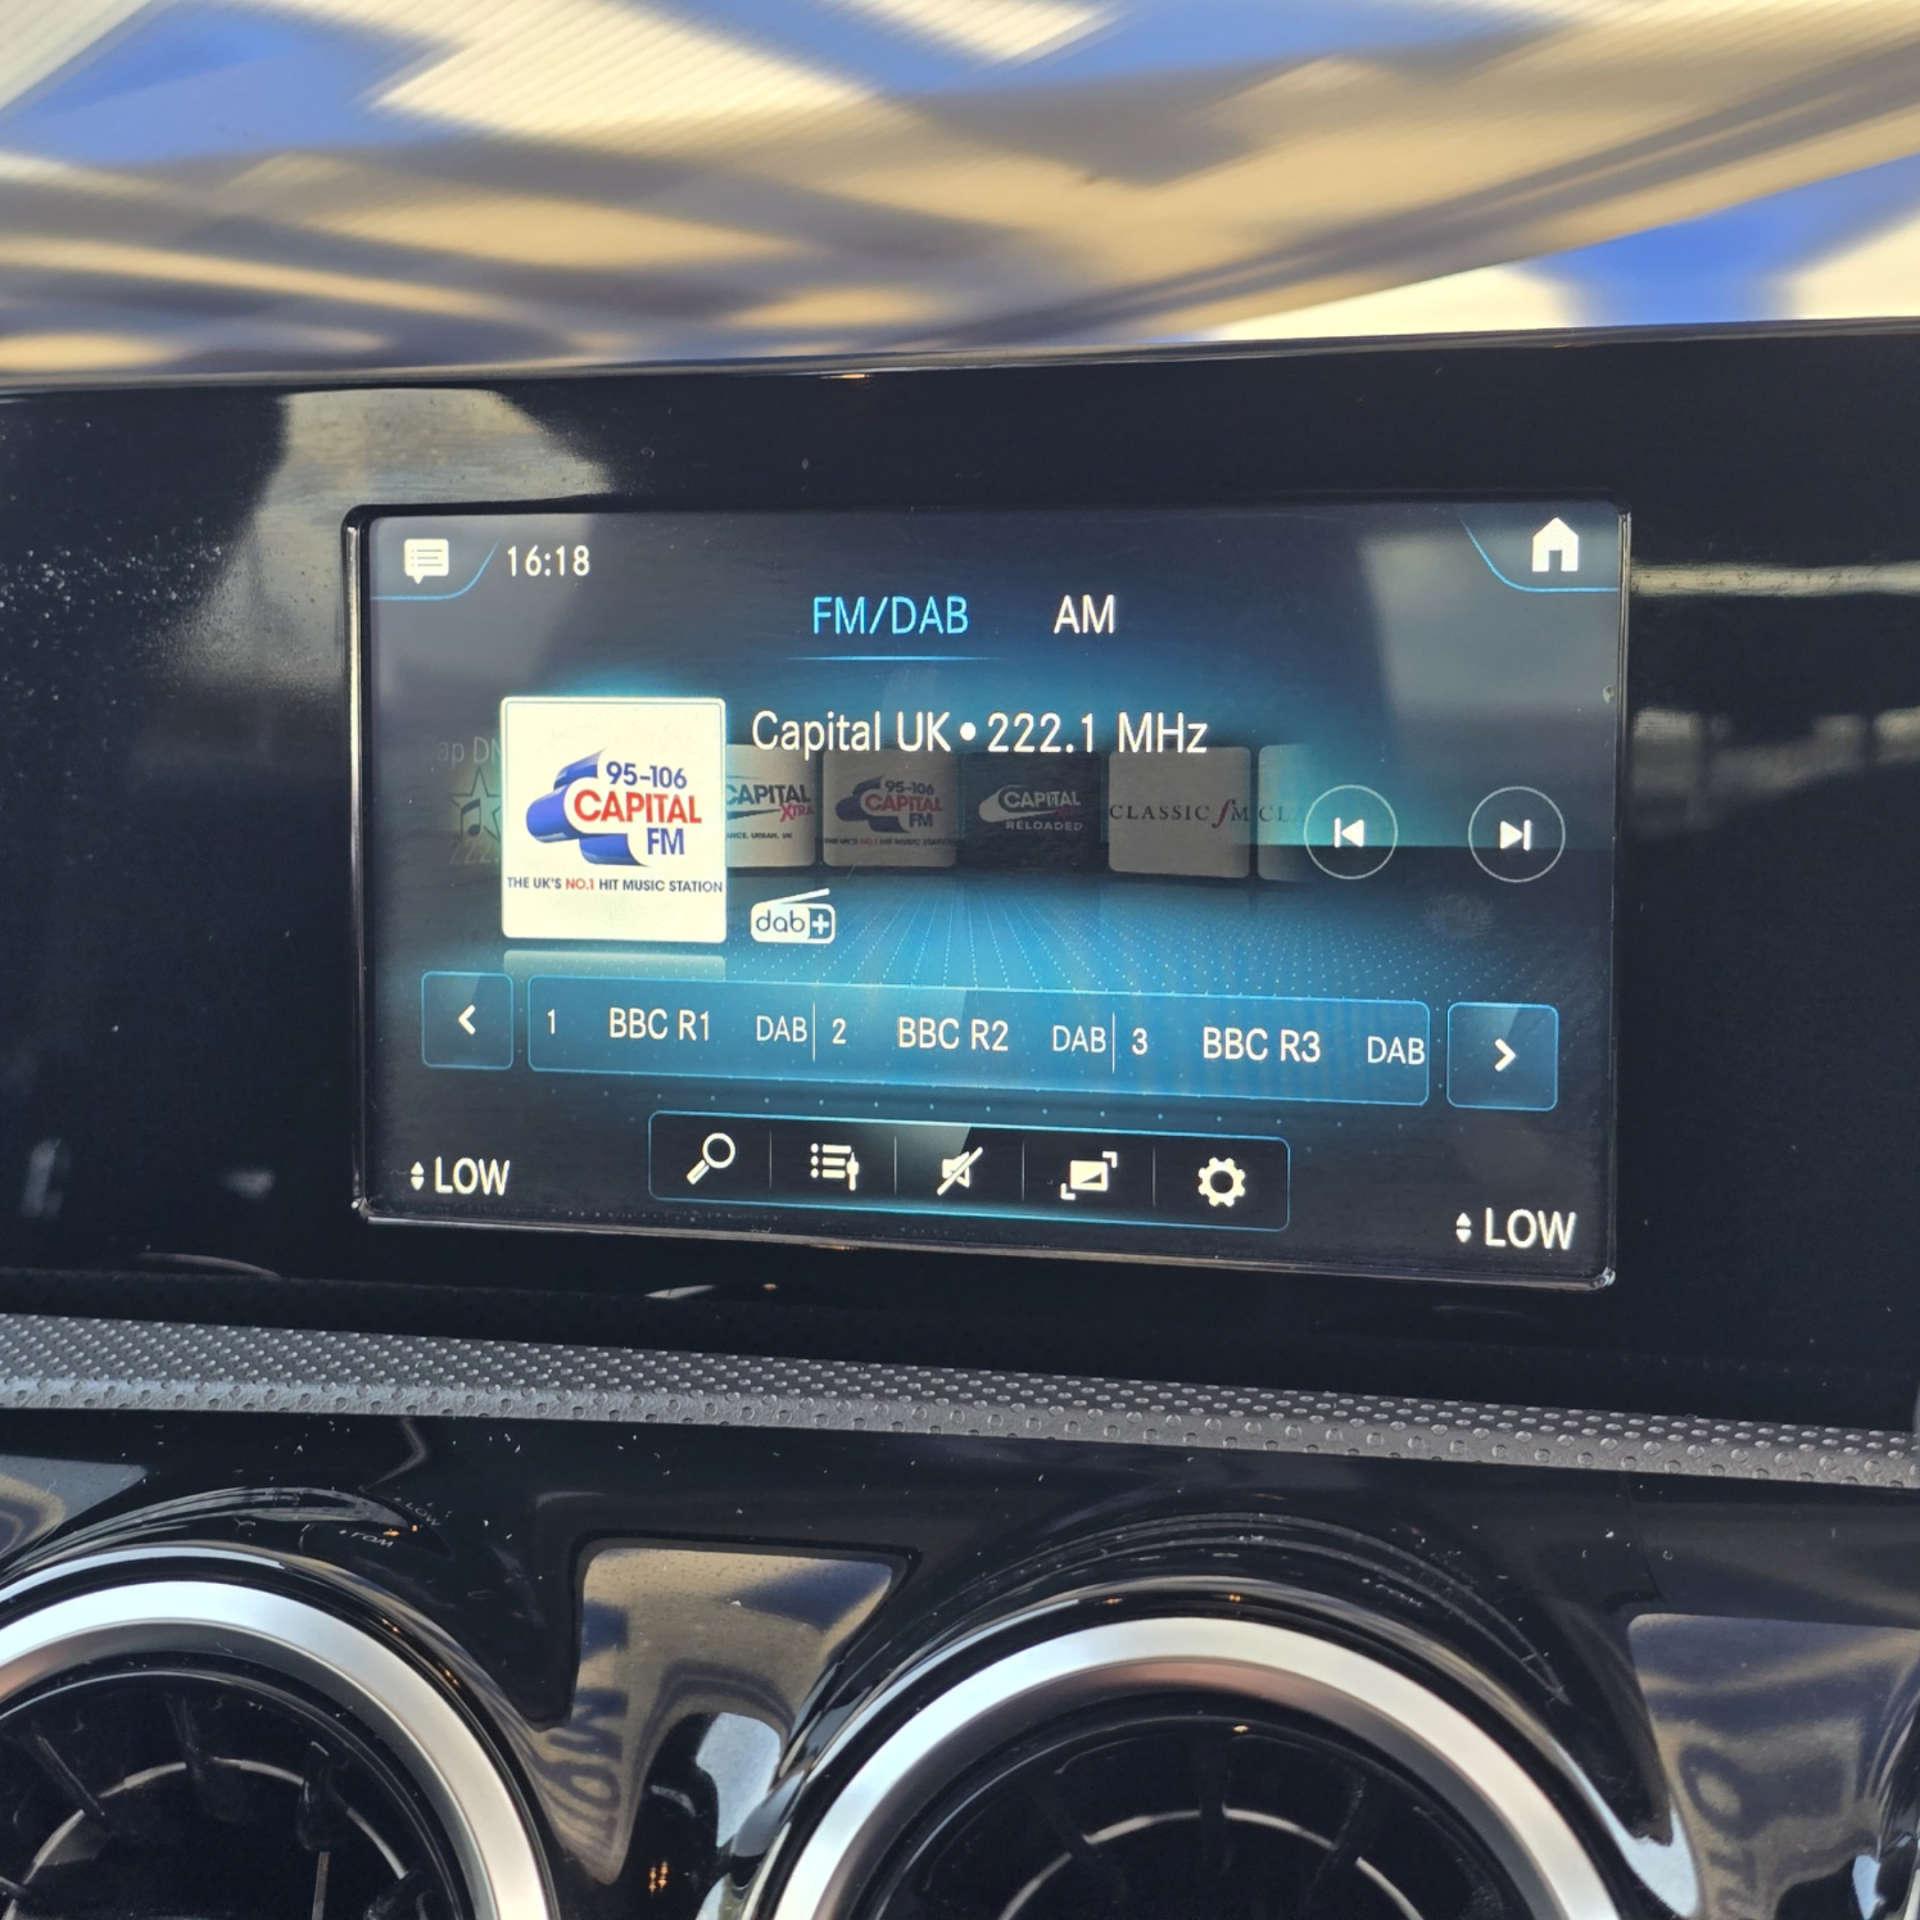 16:18
FM/DAB AM
Capital UK • 222.1 MHz
95-106
CAPITAL
FM
THE UK'S NO.1 HIT MUSIC STATION
CAPITAL
XTRA
95-106
CAPITAL
FM
CAPITAL
RELOADED
CLASSIC fM
CL
dab+
1 BBC R1 DAB 2 BBC R2 DAB 3 BBC R3 DAB
LOW
LOW